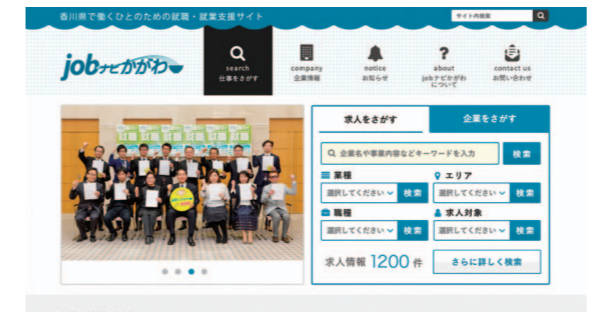 香川県で働くひとのための就職・就業支援サイト
サイト内検索
jobナビかがわ
search
仕事をさがす
company
企業情報
notice
お知らせ
about
jobナビかがわ
について
contact us
お問い合わせ
求人をさがす
企業をさがす
企業名や事業内容などキーワードを入力
検索
業種
エリア
選択してください 検索
選択してください 検索
職種
求人対象
選択してください 検索
選択してください 検索
求人情報 1200 件
さらに詳しく検索